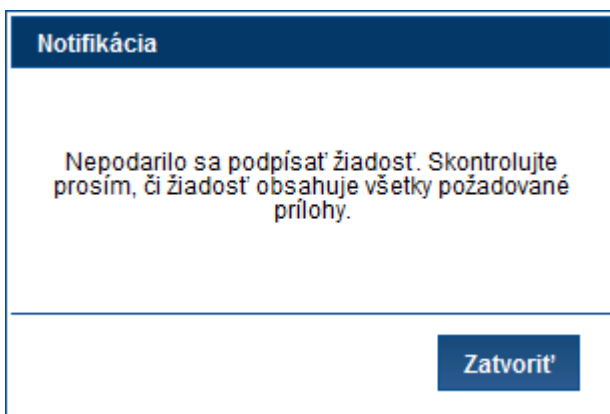 Notifikácia
Nepodarilo sa podpísať žiadosť. Skontrolujte
prosím, či žiadosť obsahuje všetky požadované
prílohy.
Zatvoriť